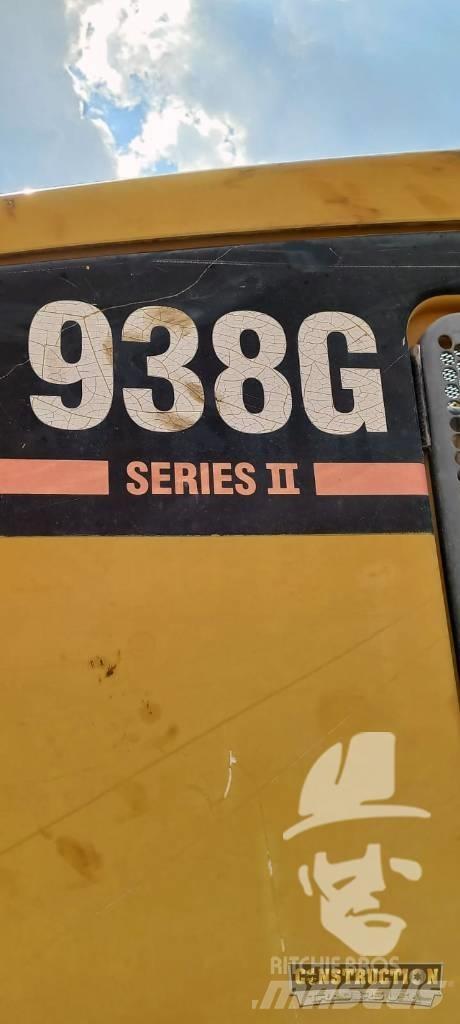 938G
SERIES II
RITCHIE BROS
CONSTRUCTION